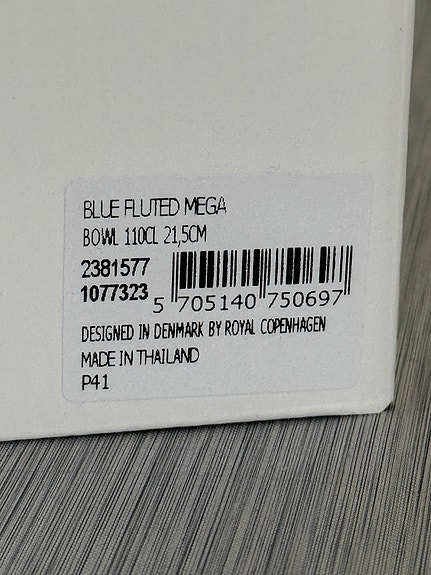 BLUE FLUTED MEGA
BOWL 110CL 21,5CM
2381577
1077323
5 705140 750697
DESIGNED IN DENMARK BY ROYAL COPENHAGEN
MADE IN THAILAND
P41